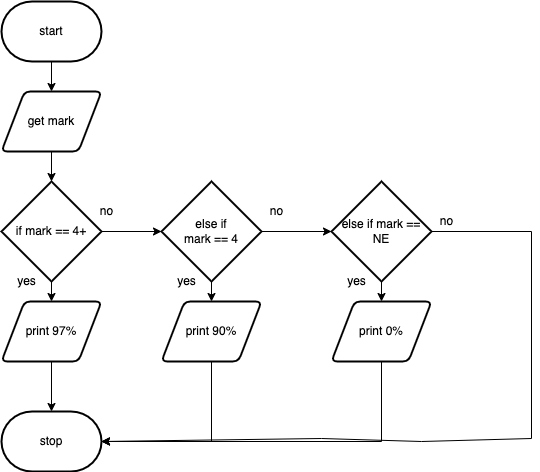 start
get mark
if mark == 4+
no
else if
mark == 4
no
else if mark ==
NE
no
yes
yes
yes
print 97%
print 90%
print 0%
stop